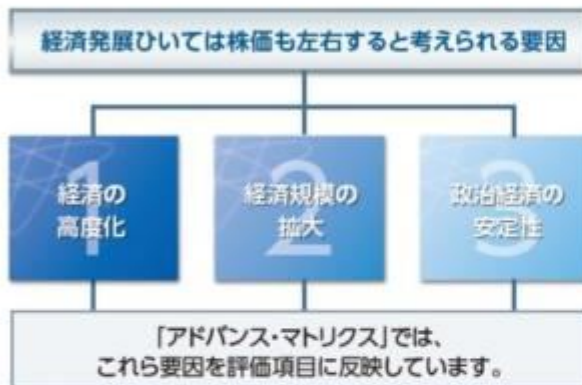 経済発展ひいては株価も左右すると考えられる要因
1
経済の
高度化
2
経済規模の
拡大
3
政治経済の
安定性
「アドバンス・マトリクス」では、
これら要因を評価項目に反映しています。